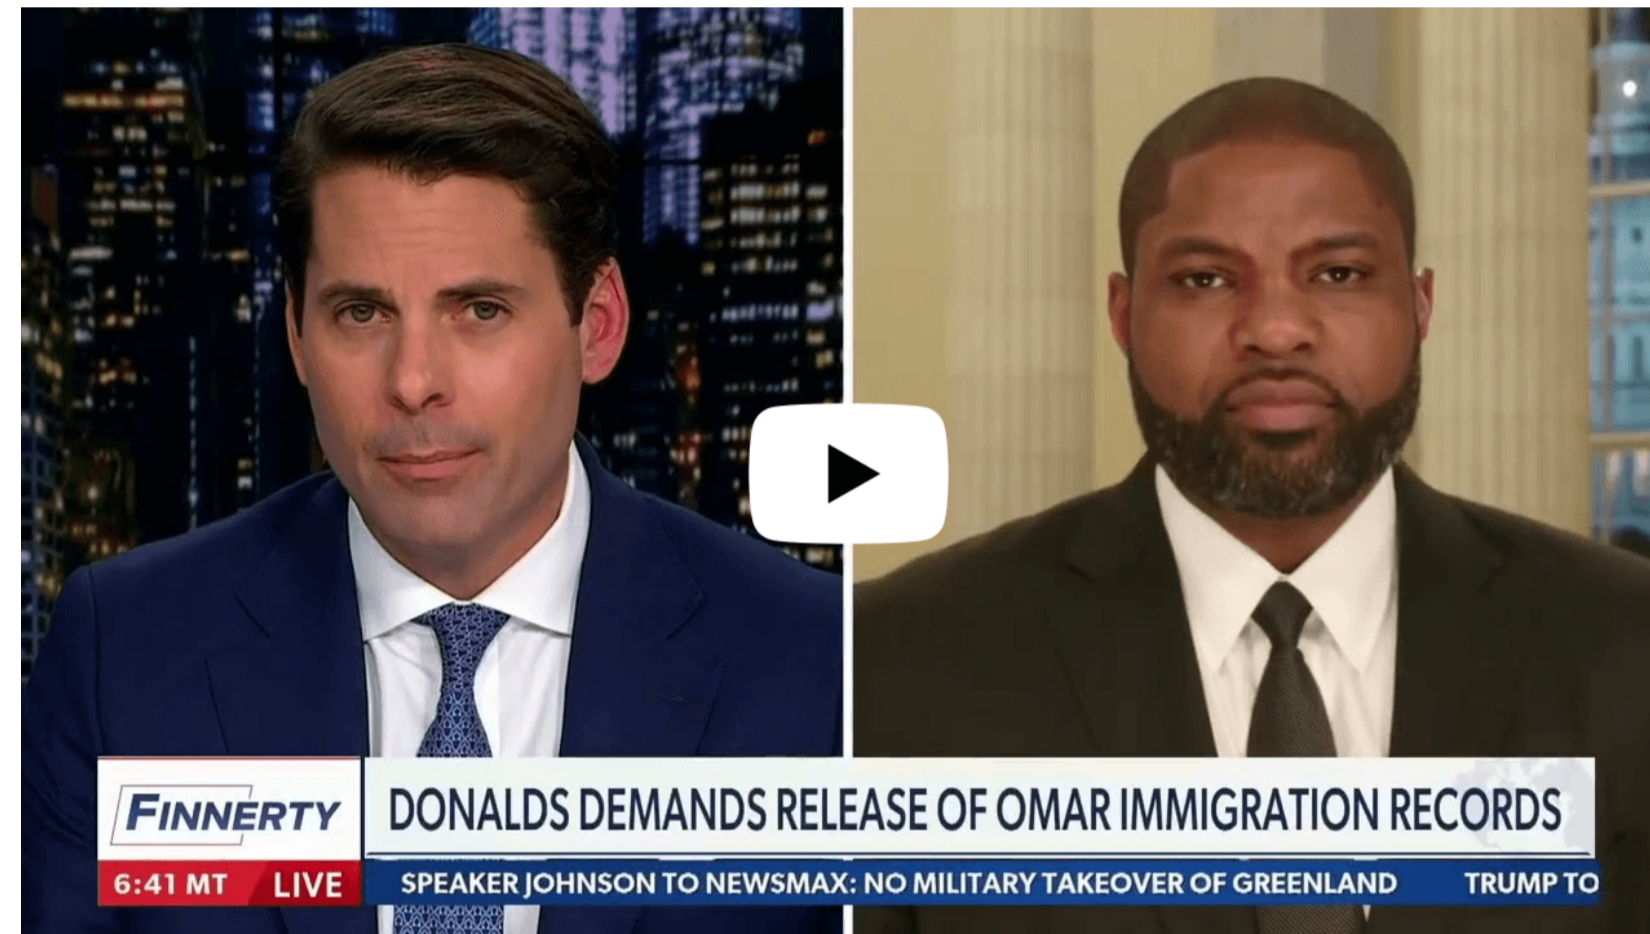 FINNERTY
DONALDS DEMANDS RELEASE OF OMAR IMMIGRATION RECORDS
6:41 MT LIVE
SPEAKER JOHNSON TO NEWSMAX: NO MILITARY TAKEOVER OF GREENLAND TRUMP TO